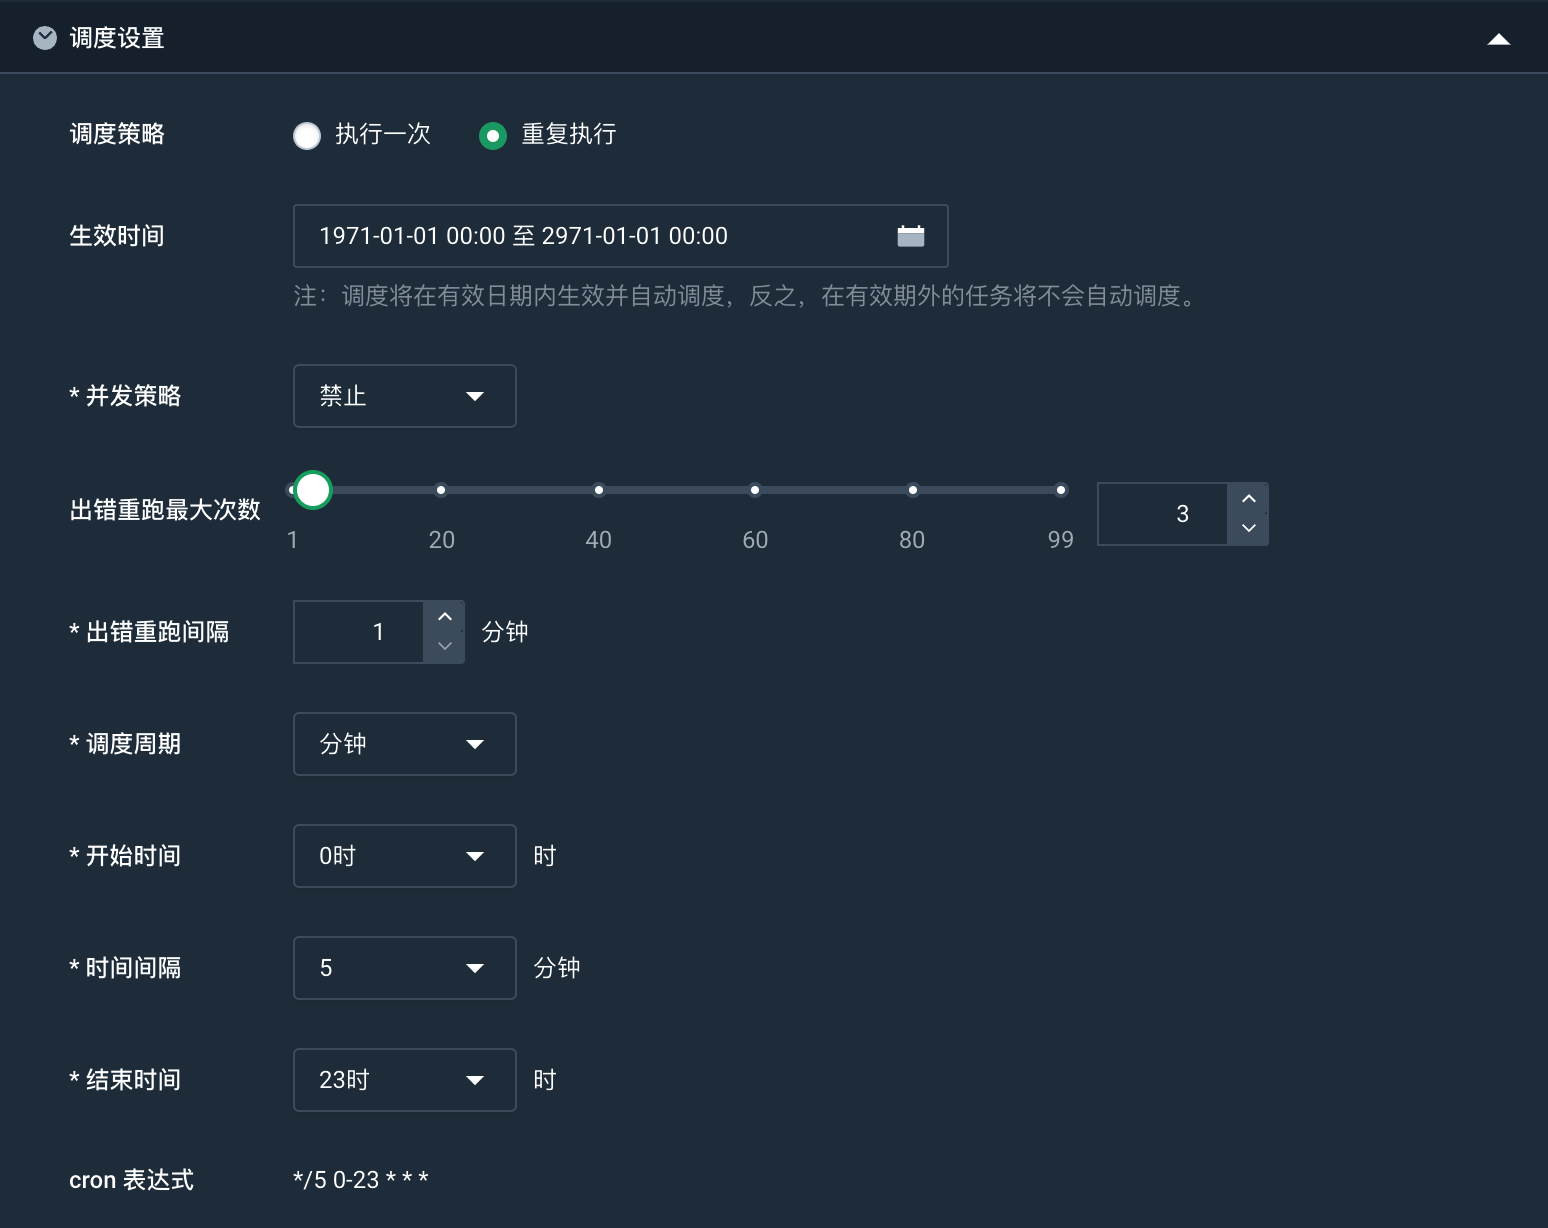 调度设置
调度策略 执行一次 重复执行
生效时间 1971-01-01 00:00 至 2971-01-01 00:00
注：调度将在有效日期内生效并自动调度，反之，在有效期外的任务将不会自动调度。
* 并发策略 禁止
出错重跑最大次数 3
1 20 40 60 80 99
* 出错重跑间隔 1 分钟
* 调度周期 分钟
* 开始时间 0时 时
* 时间间隔 5 分钟
* 结束时间 23时 时
cron 表达式 */5 0-23 * * *